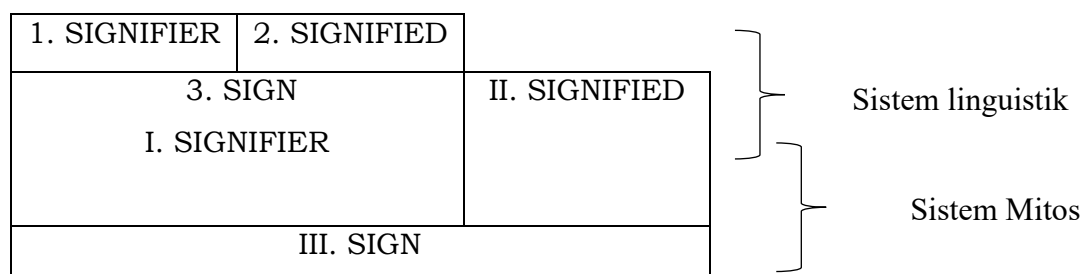 1. SIGNIFIER 2. SIGNIFIED
3. SIGN II. SIGNIFIED
Sistem linguistik
I. SIGNIFIER
Sistem Mitos
III. SIGN